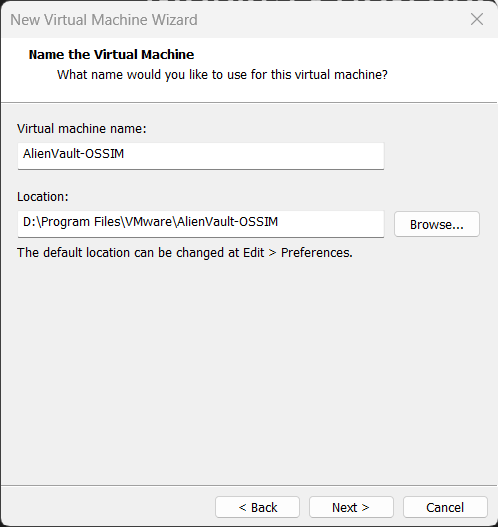 New Virtual Machine Wizard
Name the Virtual Machine
What name would you like to use for this virtual machine?
Virtual machine name:
AlienVault-OSSIM
Location:
D:\Program Files\VMware\AlienVault-OSSIM
Browse...
The default location can be changed at Edit > Preferences.
< Back
Next >
Cancel